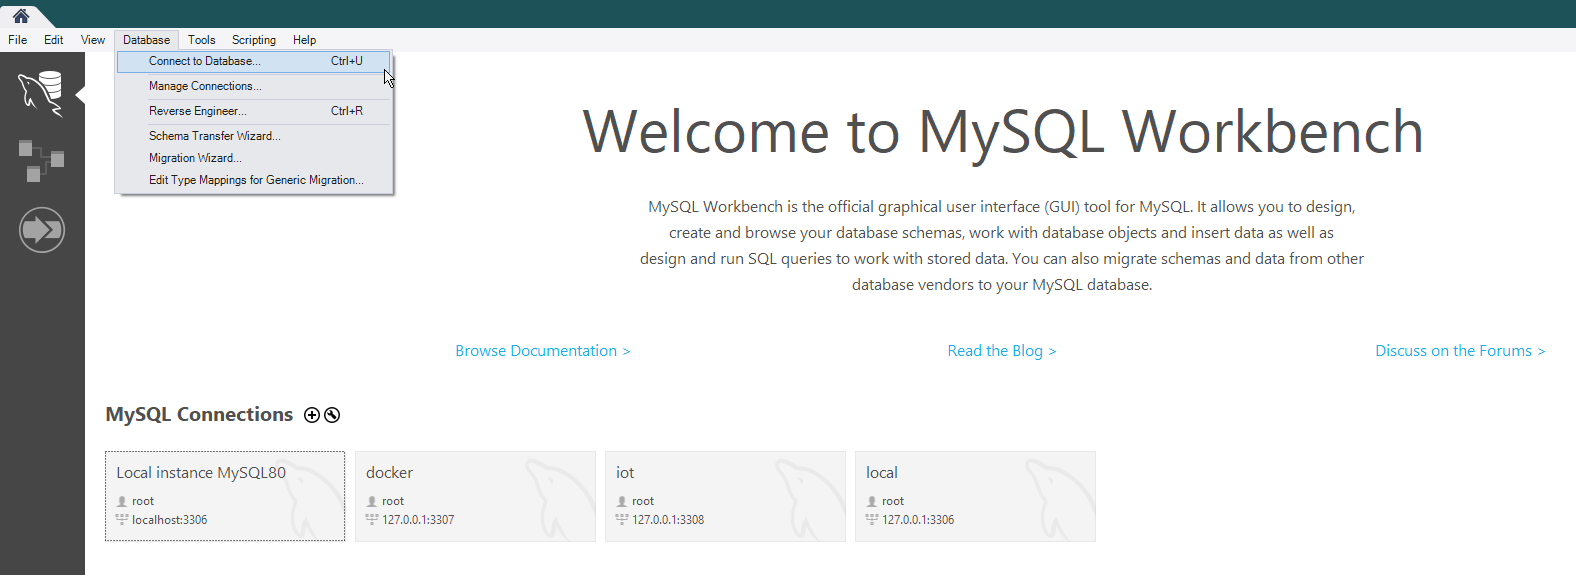 File Edit View Database Tools Scripting Help
Connect to Database... Ctrl+U
Manage Connections...
Reverse Engineer... Ctrl+R
Schema Transfer Wizard...
Migration Wizard...
Edit Type Mappings for Generic Migration...
Welcome to MySQL Workbench
MySQL Workbench is the official graphical user interface (GUI) tool for MySQL. It allows you to design,
create and browse your database schemas, work with database objects and insert data as well as
design and run SQL queries to work with stored data. You can also migrate schemas and data from other
database vendors to your MySQL database.
Browse Documentation > Read the Blog > Discuss on the Forums >
MySQL Connections
Local instance MySQL80
root
localhost:3306
docker
root
127.0.0.1:3307
iot
root
127.0.0.1:3308
local
root
127.0.0.1:3306